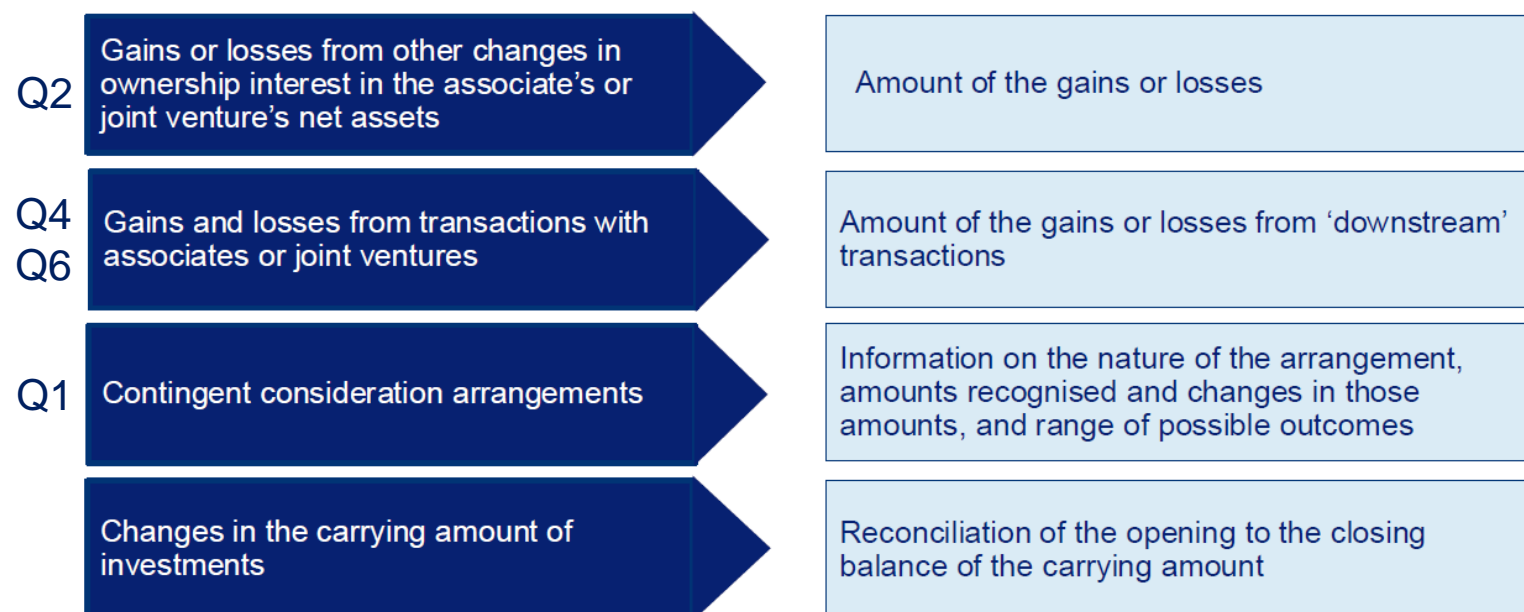 Q2
Gains or losses from other changes in
ownership interest in the associate's or
joint venture's net assets
Amount of the gains or losses
Q4
Q6
Gains and losses from transactions with
associates or joint ventures
Amount of the gains or losses from ‘downstream’
transactions
Q1
Contingent consideration arrangements
Information on the nature of the arrangement,
amounts recognised and changes in those
amounts, and range of possible outcomes
Changes in the carrying amount of
investments
Reconciliation of the opening to the closing
balance of the carrying amount